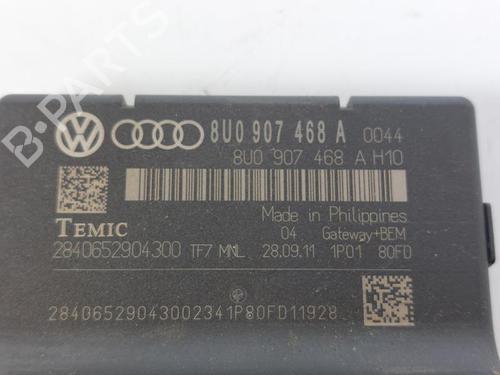 B-PARTS
8U0 907 468 A 0044
8U0 907 468 A H10
Made in Philippines
TEMIC 04 Gateway+BEM
2840652904300 TF7 MNL 28.09.11 1P01 80FD
28406529043002341P80FD11928